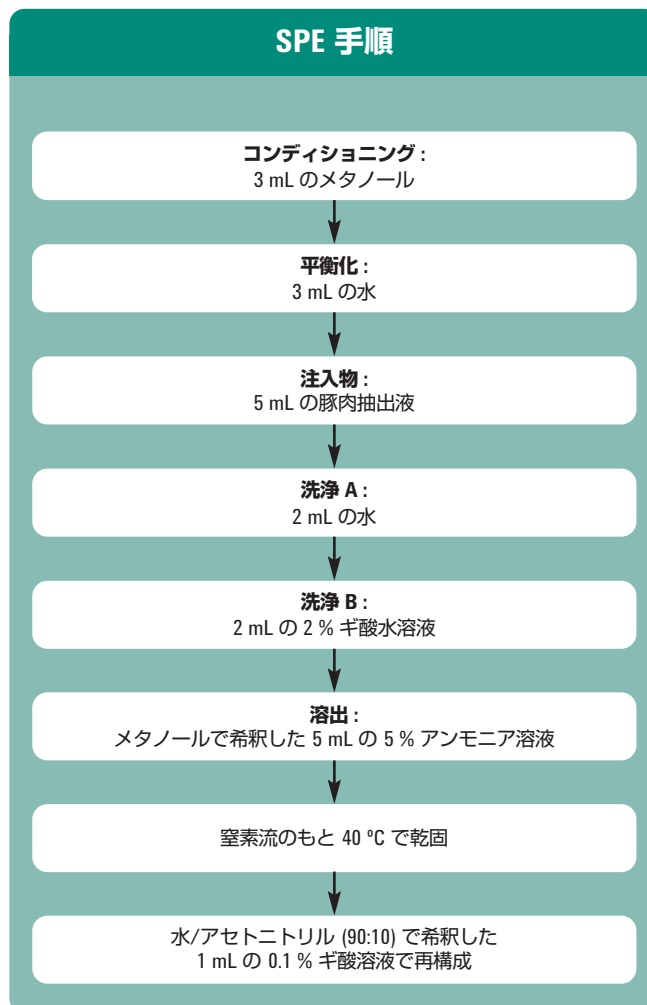 SPE 手順
コンディショニング :
3 mL のメタノール
平衡化 :
3 mL の水
注入物 :
5 mL の豚肉抽出液
洗浄 A :
2 mL の水
洗浄 B :
2 mL の 2 % ギ酸水溶液
溶出 :
メタノールで希釈した 5 mL の 5 % アンモニア溶液
窒素流のもと 40 ºC で乾固
水/アセトニトリル (90:10) で希釈した
1 mL の 0.1 % ギ酸溶液で再構成